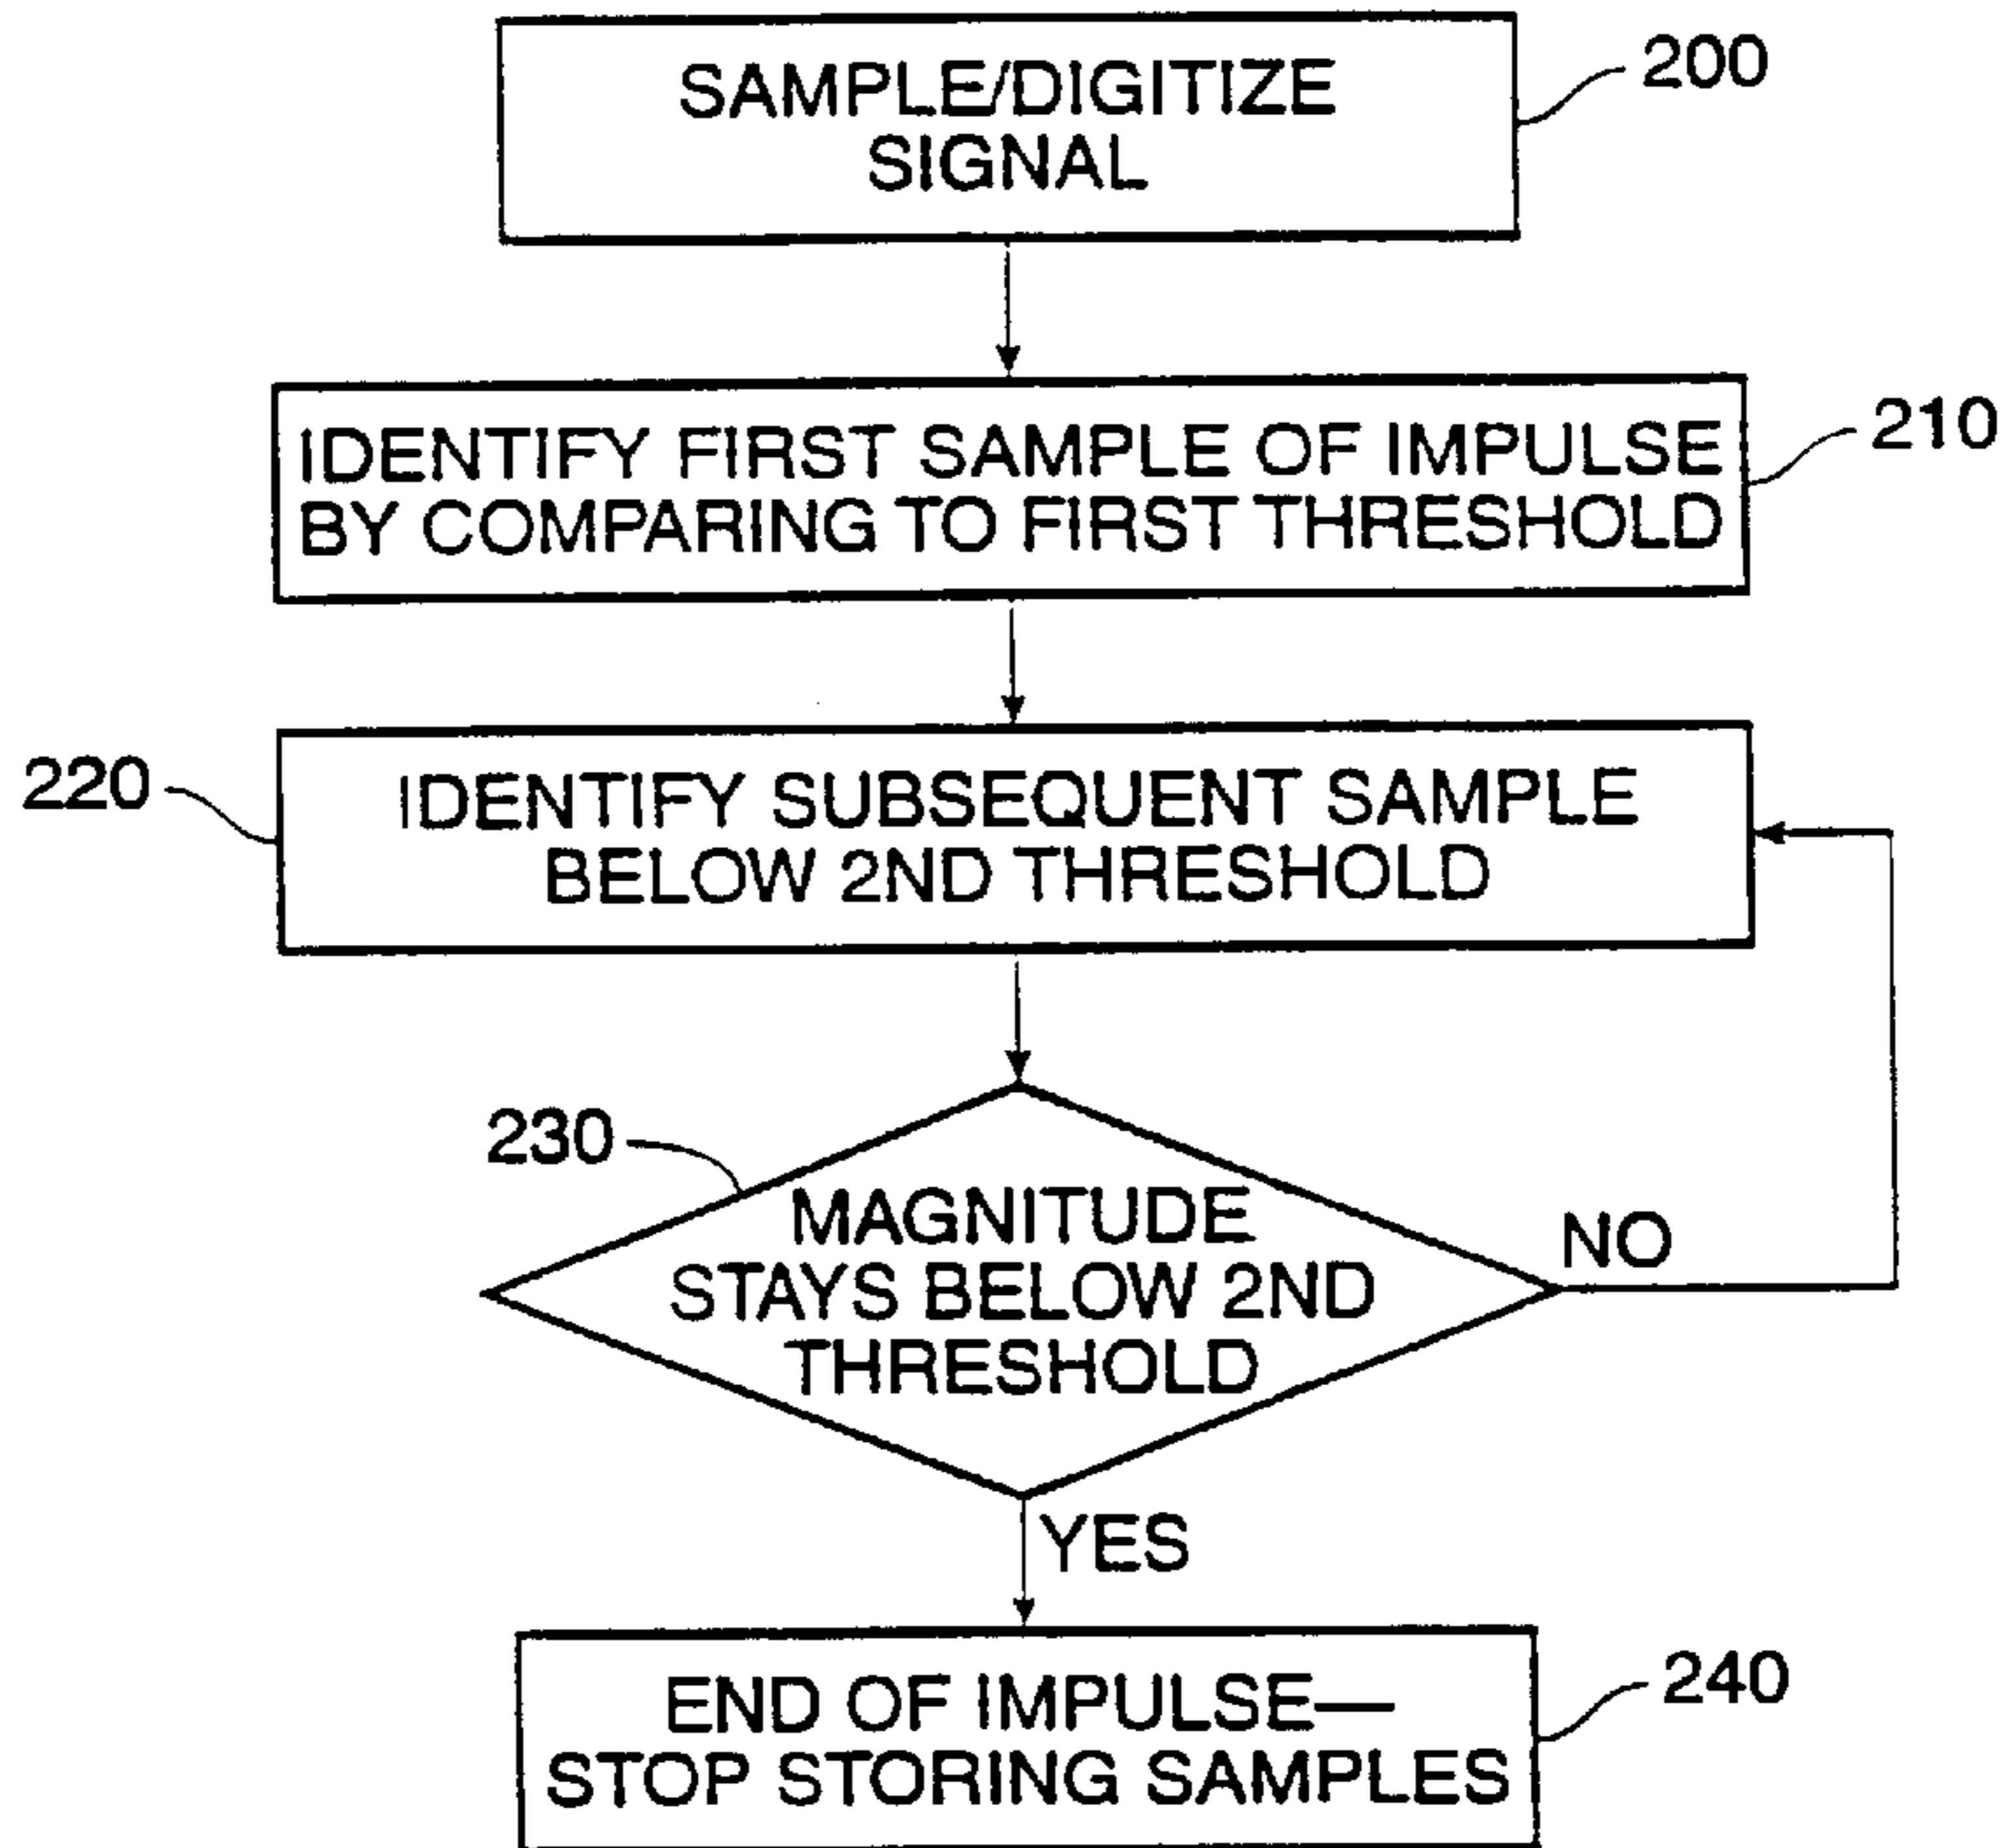 SAMPLE/DIGITIZE
SIGNAL
200
IDENTIFY FIRST SAMPLE OF IMPULSE
BY COMPARING TO FIRST THRESHOLD
210
220
IDENTIFY SUBSEQUENT SAMPLE
BELOW 2ND THRESHOLD
230
MAGNITUDE
STAYS BELOW 2ND
THRESHOLD
NO
YES
END OF IMPULSE—
STOP STORING SAMPLES
240